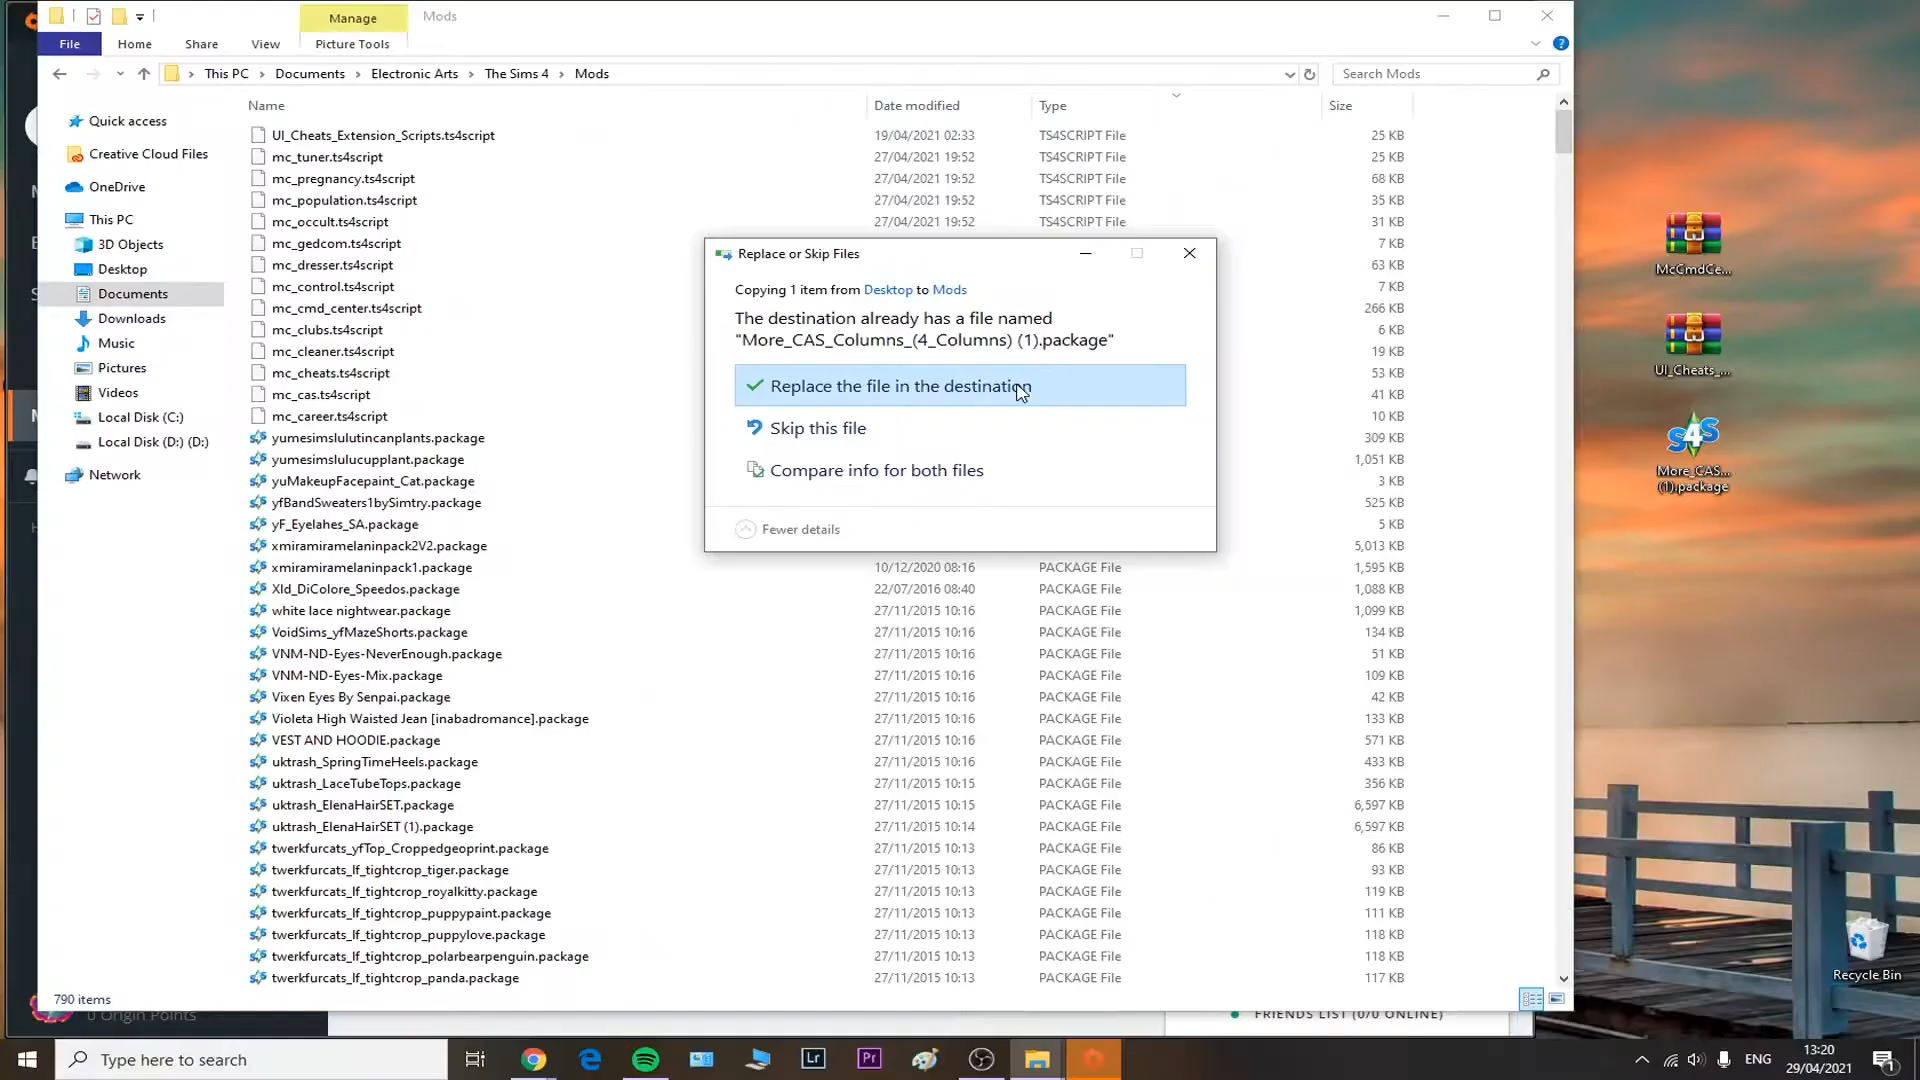 Manage
Mods
File
Home
Share
View
Picture Tools
This PC
Documents
Electronic Arts
The Sims 4
Mods
Search Mods
Name
Date modified
Type
Size
Quick access
Creative Cloud Files
OneDrive
This PC
3D Objects
Desktop
Documents
Downloads
Music
Pictures
Videos
Local Disk (C:)
Local Disk (D:) (D:)
Network
UI_Cheats_Extension_Scripts.ts4script 19/04/2021 02:33 TS4SCRIPT File 25 KB
mc_tuner.ts4script 27/04/2021 19:52 TS4SCRIPT File 25 KB
mc_pregnancy.ts4script 27/04/2021 19:52 TS4SCRIPT File 68 KB
mc_population.ts4script 27/04/2021 19:52 TS4SCRIPT File 35 KB
mc_occult.ts4script 27/04/2021 19:52 TS4SCRIPT File 31 KB
mc_gedcom.ts4script 7 KB
mc_dresser.ts4script 63 KB
mc_control.ts4script 7 KB
mc_cmd_center.ts4script 266 KB
mc_clubs.ts4script 6 KB
mc_cleaner.ts4script 19 KB
mc_cheats.ts4script 53 KB
mc_cas.ts4script 41 KB
mc_career.ts4script 10 KB
yumesimslulutincanplants.package 309 KB
yumesimslulucupplant.package 1,051 KB
yuMakeupFacepaint_Cat.package 3 KB
yfBandSweaters1bySimtry.package 525 KB
yF_Eyelahes_SA.package 5 KB
xmiramiramelaninpack2V2.package 5,013 KB
xmiramiramelaninpack1.package 10/12/2020 08:16 PACKAGE File 1,595 KB
Xld_DiColore_Speedos.package 22/07/2016 08:40 PACKAGE File 1,088 KB
white lace nightwear.package 27/11/2015 10:16 PACKAGE File 1,099 KB
VoidSims_yfMazeShorts.package 27/11/2015 10:16 PACKAGE File 134 KB
VNM-ND-Eyes-NeverEnough.package 27/11/2015 10:16 PACKAGE File 51 KB
VNM-ND-Eyes-Mix.package 27/11/2015 10:16 PACKAGE File 109 KB
Vixen Eyes By Senpai.package 27/11/2015 10:16 PACKAGE File 42 KB
Violeta High Waisted Jean [inabadromance].package 27/11/2015 10:16 PACKAGE File 133 KB
VEST AND HOODIE.package 27/11/2015 10:16 PACKAGE File 571 KB
uktrash_SpringTimeHeels.package 27/11/2015 10:16 PACKAGE File 433 KB
uktrash_LaceTubeTops.package 27/11/2015 10:15 PACKAGE File 356 KB
uktrash_ElenaHairSET.package 27/11/2015 10:15 PACKAGE File 6,597 KB
uktrash_ElenaHairSET (1).package 27/11/2015 10:14 PACKAGE File 6,597 KB
twerkfurcats_yfTop_Croppedgeoprint.package 27/11/2015 10:13 PACKAGE File 86 KB
twerkfurcats_lf_tightcrop_tiger.package 27/11/2015 10:13 PACKAGE File 93 KB
twerkfurcats_lf_tightcrop_royalkitty.package 27/11/2015 10:13 PACKAGE File 119 KB
twerkfurcats_lf_tightcrop_puppypaint.package 27/11/2015 10:13 PACKAGE File 111 KB
twerkfurcats_lf_tightcrop_puppylove.package 27/11/2015 10:13 PACKAGE File 118 KB
twerkfurcats_lf_tightcrop_polarbearpenguin.package 27/11/2015 10:13 PACKAGE File 118 KB
twerkfurcats_lf_tightcrop_panda.package 27/11/2015 10:13 PACKAGE File 117 KB
790 items
Replace or Skip Files
Copying 1 item from Desktop to Mods
The destination already has a file named
"More_CAS_Columns_(4_Columns) (1).package"
Replace the file in the destination
Skip this file
Compare info for both files
Fewer details
McCmdCe...
UI_Cheats_...
S4S
More_CAS...
(1).package
Recycle Bin
0 Origin Points
FRIENDS LIST (0/0 ONLINE)
Type here to search
Lr
Pr
ENG
13:20
29/04/2021
1